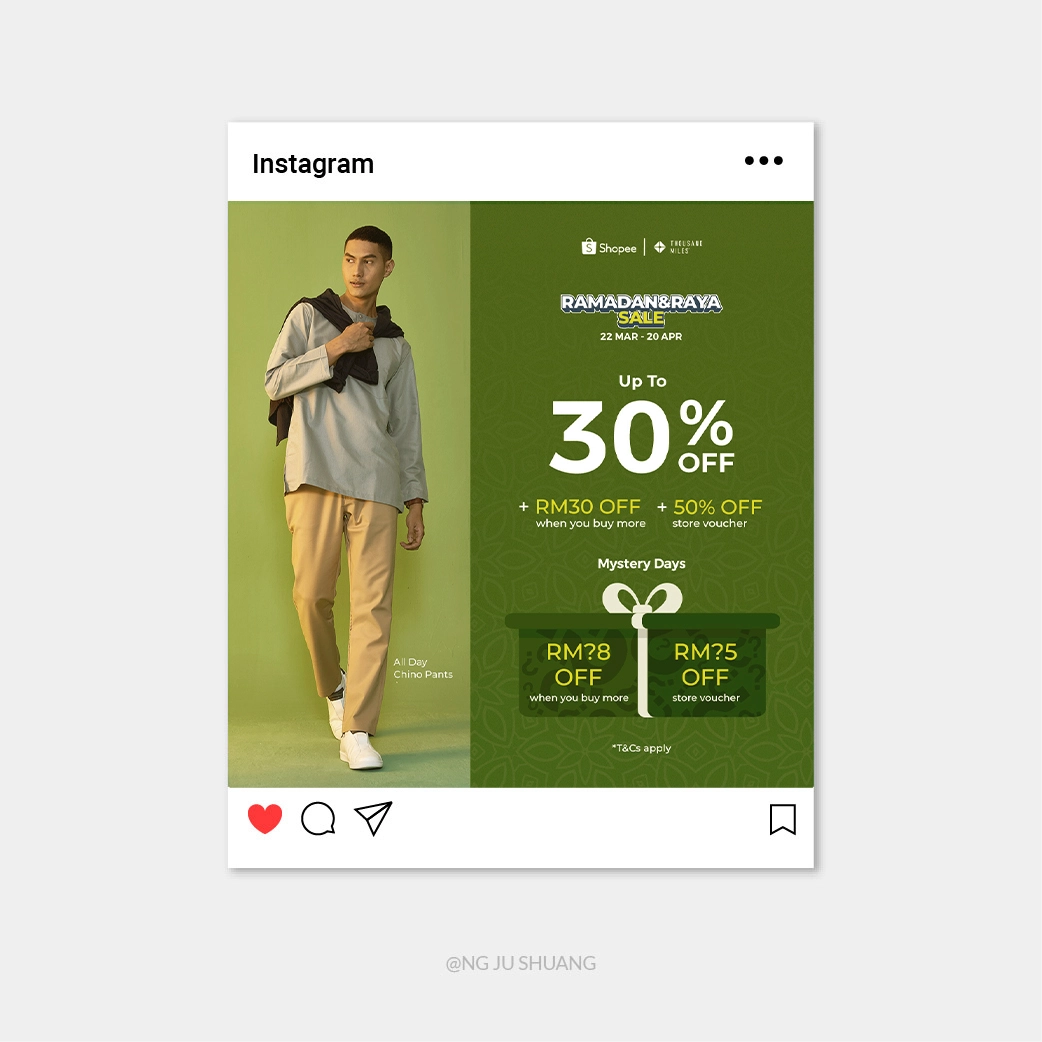 Instagram
Shopee
THOUSAND
MILES
RAMADAN&RAYA
SALE
22 MAR - 20 APR
Up To
30%
OFF
+ RM30 OFF
when you buy more
+ 50% OFF
store voucher
Mystery Days
RM?8
OFF
when you buy more
RM?5
OFF
store voucher
All Day
Chino Pants
*T&Cs apply
@NG JU SHUANG